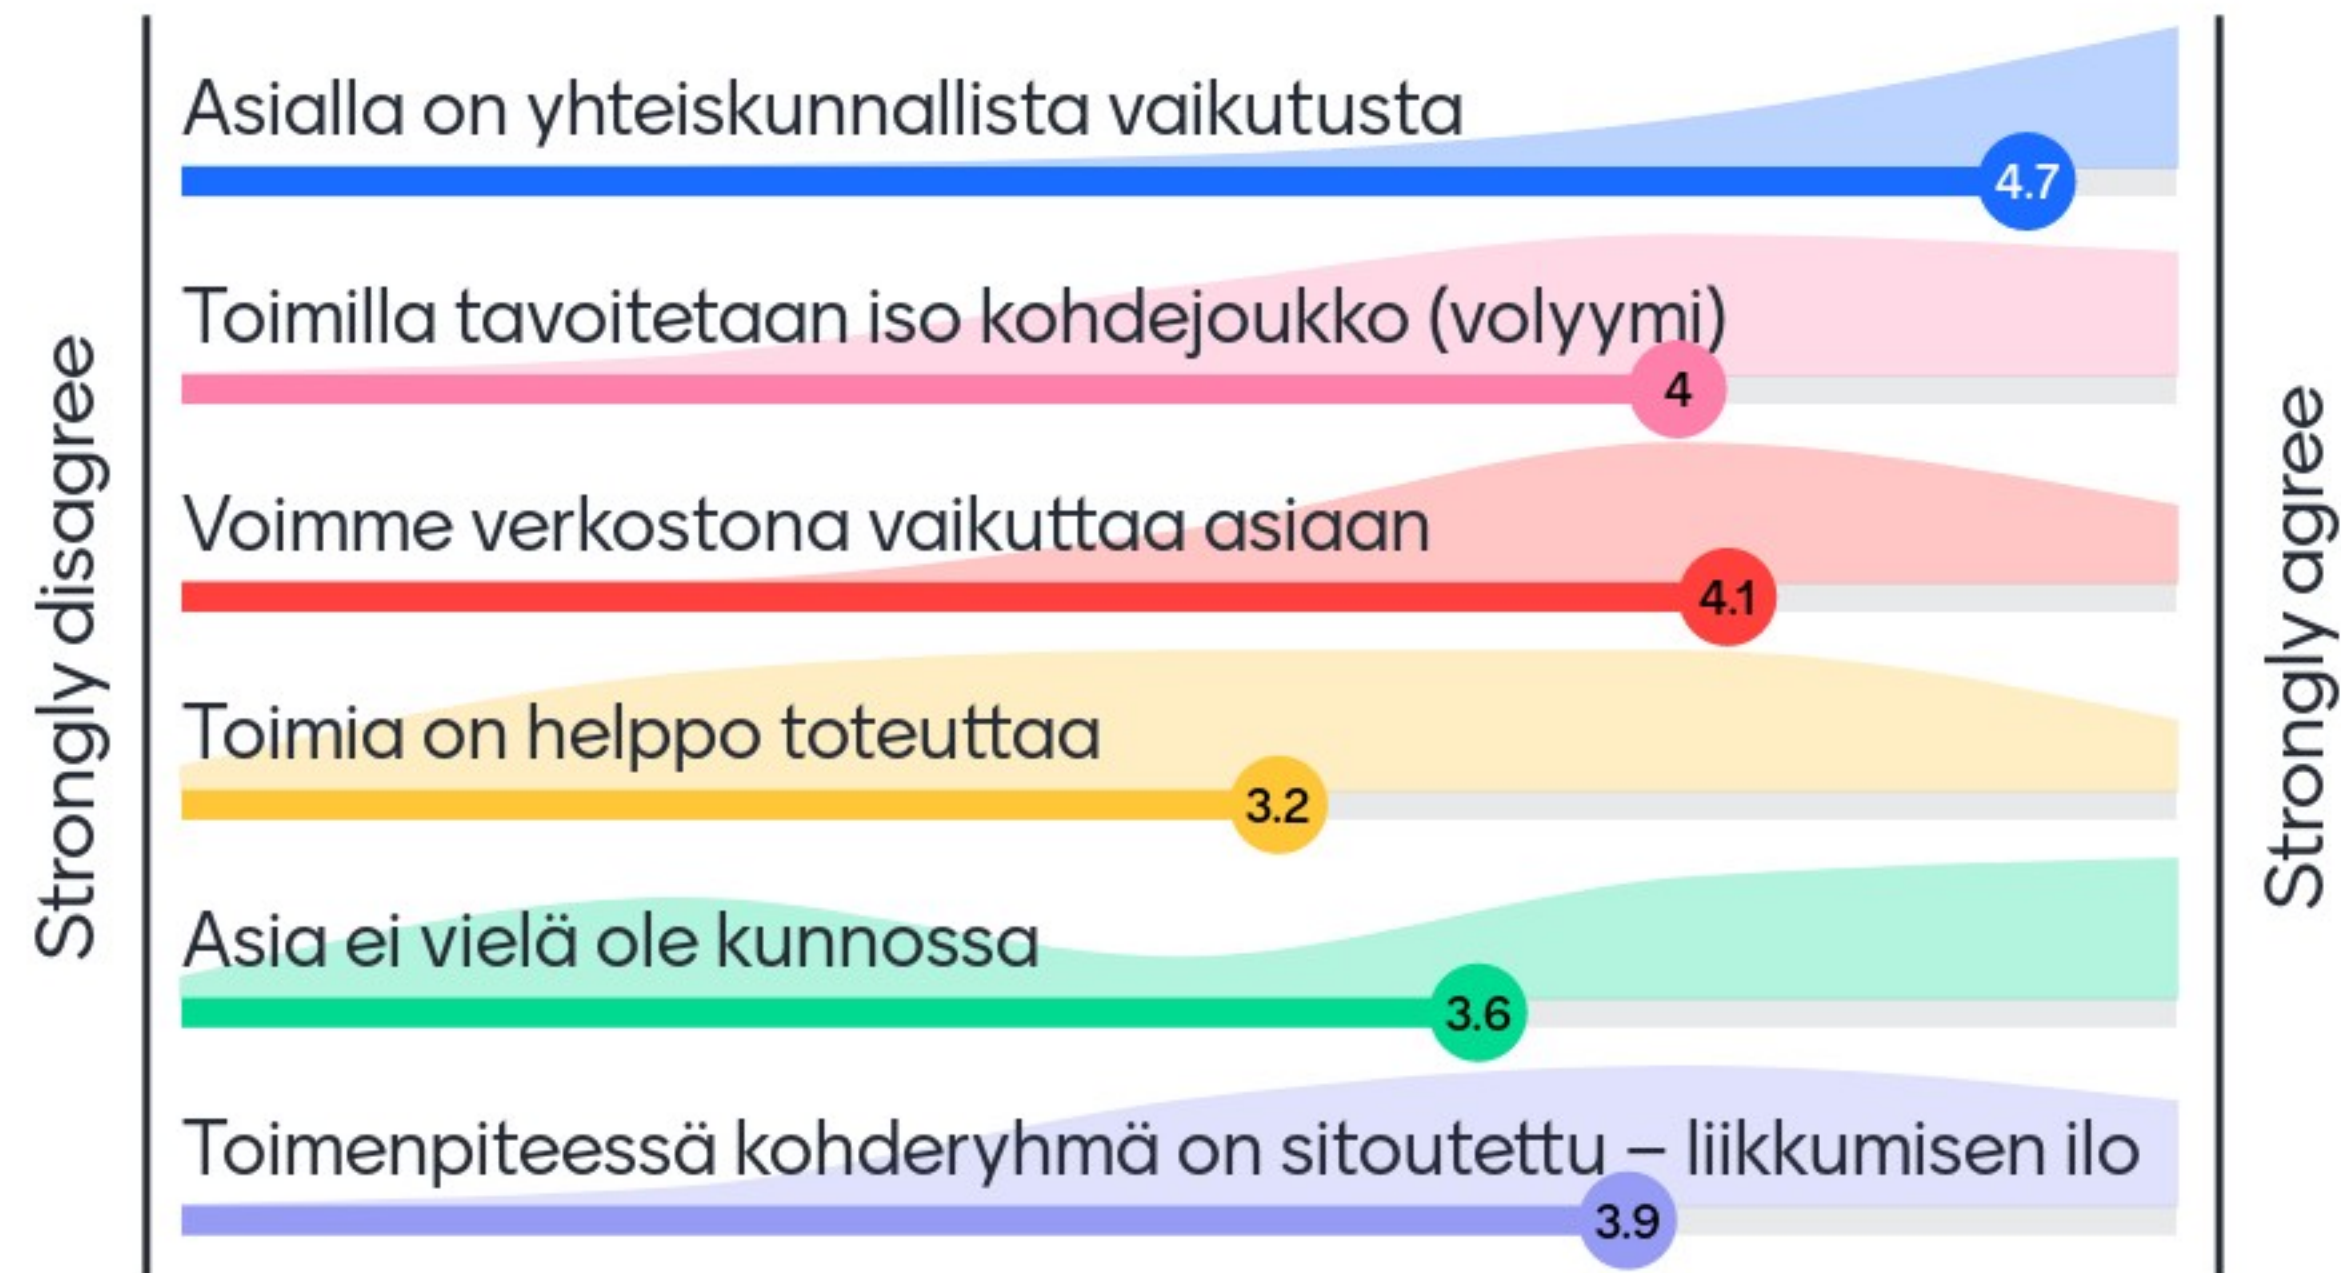 Strongly disagree
Asialla on yhteiskunnallista vaikutusta
4.7
Toimilla tavoitetaan iso kohdejoukko (volyymi)
4
Voimme verkostona vaikuttaa asiaan
4.1
Toimia on helppo toteuttaa
3.2
Asia ei vielä ole kunnossa
3.6
Toimenpiteessä kohderyhmä on sitoutettu – liikkumisen ilo
3.9
Strongly agree